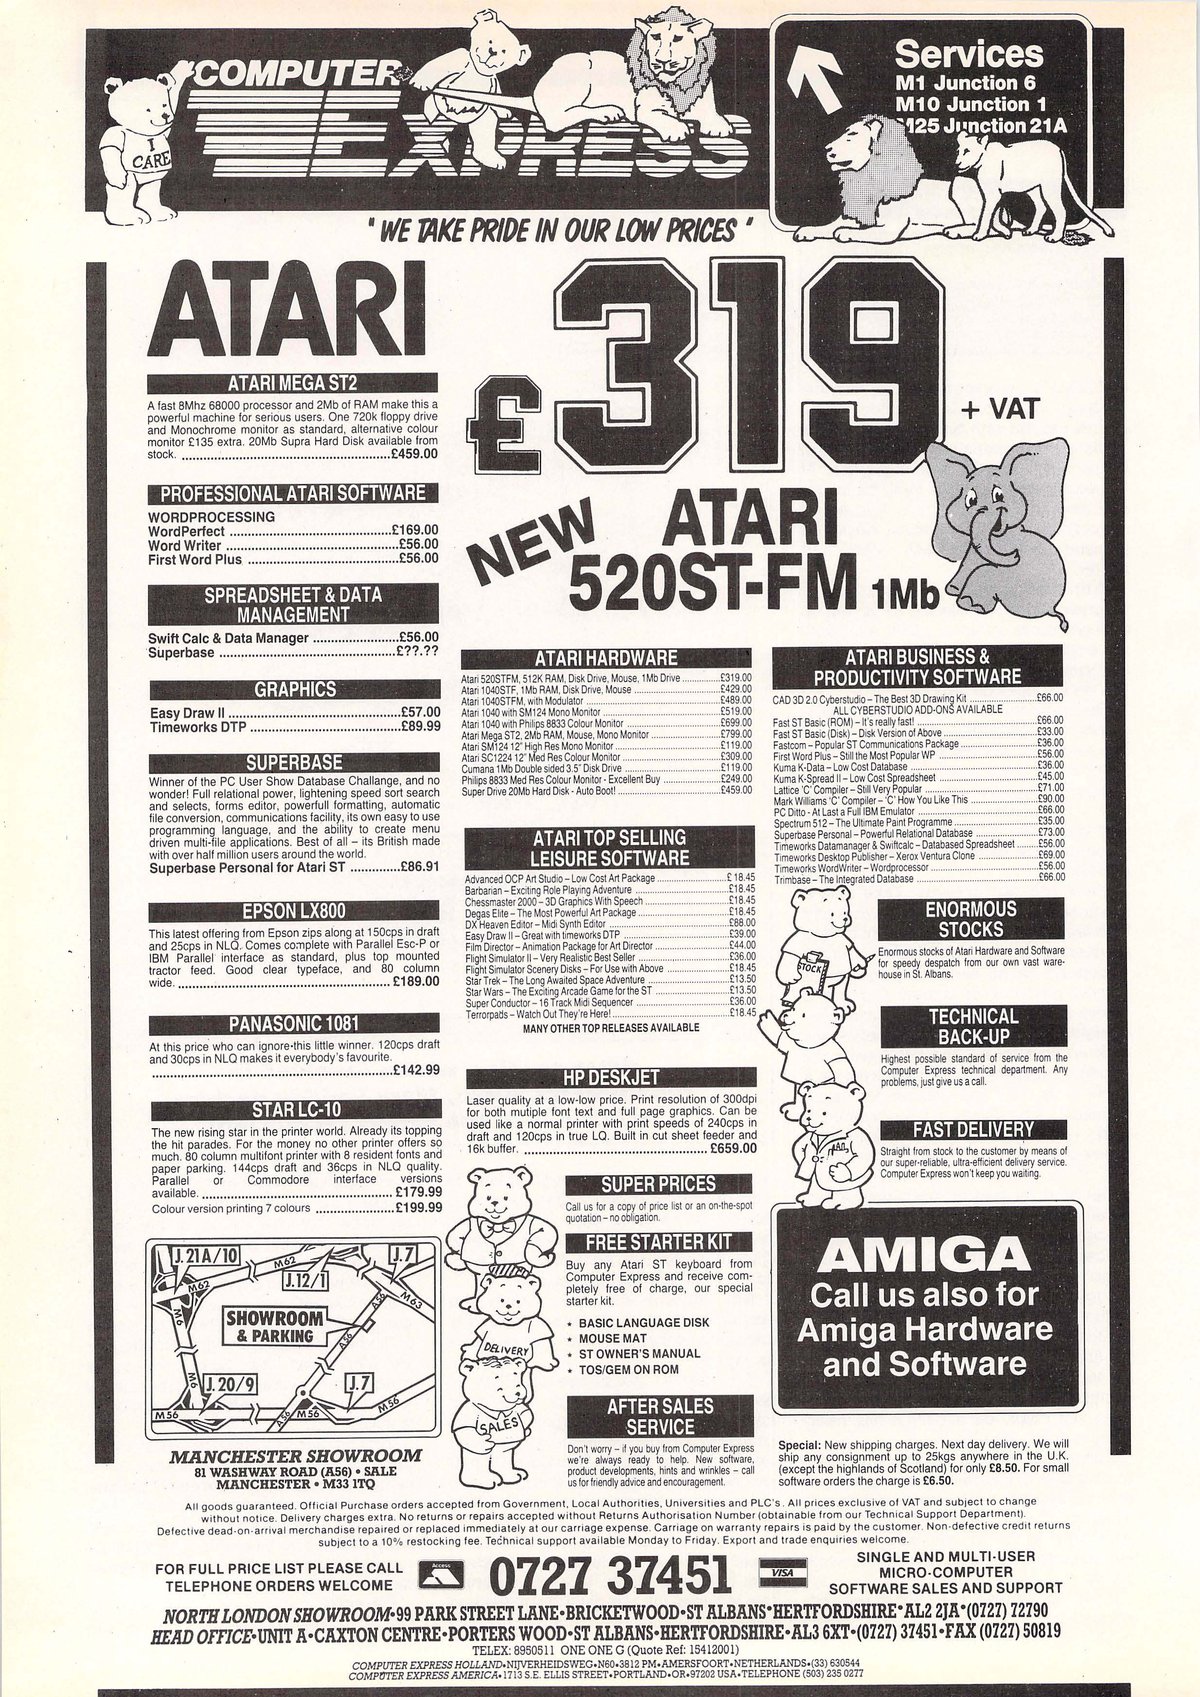 COMPUTER
EXPRESS
I
CARE
Services
M1 Junction 6
M10 Junction 1
M25 Junction 21A
"WE TAKE PRIDE IN OUR LOW PRICES"
ATARI
£319
+ VAT
NEW ATARI
520ST-FM 1Mb
ATARI MEGA ST2
A fast 8Mhz 68000 processor and 2Mb of RAM make this a
powerful machine for serious users. One 720k floppy drive
and Monochrome monitor as standard, alternative colour
monitor £135 extra. 20Mb Supra Hard Disk available from
stock. .......... £459.00
PROFESSIONAL ATARI SOFTWARE
WORDPROCESSING
WordPerfect .......... £169.00
Word Writer .......... £56.00
First Word Plus .......... £56.00
SPREADSHEET & DATA
MANAGEMENT
Swift Calc & Data Manager .......... £56.00
Superbase .......... £??.??
GRAPHICS
Easy Draw II .......... £57.00
Timeworks DTP .......... £89.99
SUPERBASE
Winner of the PC User Show Database Challange, and no
wonder! Full relational power, lightening speed sort search
and selects, forms editor, powerfull formatting, automatic
file conversion, communications facility, its own easy to use
programming language, and the ability to create menu
driven multi-file applications. Best of all – its British made
with over half million users around the world.
Superbase Personal for Atari ST .......... £86.91
EPSON LX800
This latest offering from Epson zips along at 150cps in draft
and 25cps in NLQ. Comes complete with Parallel Esc-P or
IBM Parallel interface as standard, plus top mounted
tractor feed. Good clear typeface, and 80 column
wide. .......... £189.00
PANASONIC 1081
At this price who can ignore this little winner. 120cps draft
and 30cps in NLQ makes it everybody's favourite.
.......... £142.99
STAR LC-10
The new rising star in the printer world. Already its topping
the hit parades. For the money no other printer offers so
much. 80 column multifont printer with 8 resident fonts and
paper parking. 144cps draft and 36cps in NLQ quality.
Parallel or Commodore interface versions
available. .......... £179.99
Colour version printing 7 colours .......... £199.99
ATARI HARDWARE
Atari 520STFM, 512K RAM, Disk Drive, Mouse, 1Mb Drive .......... £319.00
Atari 1040STF, 1Mb RAM, Disk Drive, Mouse .......... £429.00
Atari 1040STFM, with Modulator .......... £489.00
Atari 1040 with SM124 Mono Monitor .......... £519.00
Atari 1040 with Philips 8833 Colour Monitor .......... £699.00
Atari Mega ST2, 2Mb RAM, Mouse, Mono Monitor .......... £799.00
Atari SM124 12" High Res Mono Monitor .......... £119.00
Atari SC1224 12" Med Res Colour Monitor .......... £309.00
Cumana 1Mb Double sided 3.5" Disk Drive .......... £119.00
Philips 8833 Med Res Colour Monitor - Excellent Buy .......... £249.00
Super Drive 20Mb Hard Disk - Auto Boot! .......... £459.00
ATARI TOP SELLING
LEISURE SOFTWARE
Advanced OCP Art Studio – Low Cost Art Package .......... £18.45
Barbarian – Exciting Role Playing Adventure .......... £18.45
Chessmaster 2000 – 3D Graphics With Speech .......... £18.45
Degas Elite – The Most Powerful Art Package .......... £18.45
DX Heaven Editor – Midi Synth Editor .......... £88.00
Easy Draw II – Great with timeworks DTP .......... £39.00
Film Director – Animation Package for Art Director .......... £44.00
Flight Simulator II – Very Realistic Best Seller .......... £36.00
Flight Simulator Scenery Disks – For Use with Above .......... £18.45
Star Trek – The Long Awaited Space Adventure .......... £13.50
Star Wars – The Exciting Arcade Game for the ST .......... £13.50
Super Conductor – 16 Track Midi Sequencer .......... £36.00
Terrorpads – Watch Out They're Here! .......... £18.45
MANY OTHER TOP RELEASES AVAILABLE
HP DESKJET
Laser quality at a low-low price. Print resolution of 300dpi
for both mutiple font text and full page graphics. Can be
used like a normal printer with print speeds of 240cps in
draft and 120cps in true LQ. Built in cut sheet feeder and
16k buffer. .......... £659.00
SUPER PRICES
Call us for a copy of price list or an on-the-spot
quotation – no obligation.
FREE STARTER KIT
Buy any Atari ST keyboard from
Computer Express and receive com-
pletely free of charge, our special
starter kit.
★ BASIC LANGUAGE DISK
★ MOUSE MAT
★ ST OWNER'S MANUAL
★ TOS/GEM ON ROM
AFTER SALES
SERVICE
Don't worry – if you buy from Computer Express
we're always ready to help. New software,
product developments, hints and wrinkles – call
us for friendly advice and encouragement.
DELIVERY
SALES
ATARI BUSINESS &
PRODUCTIVITY SOFTWARE
CAD 3D 2.0 Cyberstudio – The Best 3D Drawing Kit .......... £66.00
ALL CYBERSTUDIO ADD-ONS AVAILABLE
Fast ST Basic (ROM) – It's really fast! .......... £66.00
Fast ST Basic (Disk) – Disk Version of Above .......... £33.00
Fastcom – Popular ST Communications Package .......... £36.00
First Word Plus – Still the Most Popular WP .......... £56.00
Kuma K-Data – Low Cost Database .......... £36.00
Kuma K-Spread II – Low Cost Spreadsheet .......... £45.00
Lattice 'C' Compiler – Still Very Popular .......... £71.00
Mark Williams 'C' Compiler – 'C' How You Like This .......... £90.00
PC Ditto - At Last a Full IBM Emulator .......... £66.00
Spectrum 512 – The Ultimate Paint Programme .......... £35.00
Superbase Personal – Powerful Relational Database .......... £73.00
Timeworks Datamanager & Swiftcalc – Databased Spreadsheet .......... £56.00
Timeworks Desktop Publisher – Xerox Ventura Clone .......... £69.00
Timeworks WordWriter – Wordprocessor .......... £56.00
Trimbase – The Integrated Database .......... £66.00
STOCK
ENORMOUS
STOCKS
Enormous stocks of Atari Hardware and Software
for speedy despatch from our own vast ware-
house in St. Albans.
TECHNICAL
BACK-UP
Highest possible standard of service from the
Computer Express technical department. Any
problems, just give us a call.
FAST DELIVERY
Straight from stock to the customer by means of
our super-reliable, ultra-efficient delivery service.
Computer Express won't keep you waiting.
AMIGA
Call us also for
Amiga Hardware
and Software
Special: New shipping charges. Next day delivery. We will
ship any consignment up to 25kgs anywhere in the U.K.
(except the highlands of Scotland) for only £8.50. For small
software orders the charge is £6.50.
J. 21A/10
M62
J.12/1
J.7
M63
A56
M6
SHOWROOM
& PARKING
A56
M6
J. 20/9
J.7
M56
A56
M56
M56
MANCHESTER SHOWROOM
81 WASHWAY ROAD (A56) • SALE
MANCHESTER • M33 1TQ
All goods guaranteed. Official Purchase orders accepted from Government, Local Authorities, Universities and PLC's. All prices exclusive of VAT and subject to change
without notice. Delivery charges extra. No returns or repairs accepted without Returns Authorisation Number (obtainable from our Technical Support Department).
Defective dead-on-arrival merchandise repaired or replaced immediately at our carriage expense. Carriage on warranty repairs is paid by the customer. Non-defective credit returns
subject to a 10% restocking fee. Technical support available Monday to Friday. Export and trade enquiries welcome.
FOR FULL PRICE LIST PLEASE CALL
TELEPHONE ORDERS WELCOME
Access
0727 37451
VISA
SINGLE AND MULTI-USER
MICRO-COMPUTER
SOFTWARE SALES AND SUPPORT
NORTH LONDON SHOWROOM•99 PARK STREET LANE•BRICKETWOOD•ST ALBANS•HERTFORDSHIRE•AL2 2JA•(0727) 72790
HEAD OFFICE•UNIT A•CAXTON CENTRE•PORTERS WOOD•ST ALBANS•HERTFORDSHIRE•AL3 6XT•(0727) 37451•FAX (0727) 50819
TELEX: 8950511 ONE ONE G (Quote Ref: 15412001)
COMPUTER EXPRESS HOLLAND•NIJVERHEIDSWEG•N60•3812 PM•AMERSFOORT•NETHERLANDS•(33) 630544
COMPUTER EXPRESS AMERICA•1713 S.E. ELLIS STREET•PORTLAND•OR•97202 USA•TELEPHONE (503) 235 0277